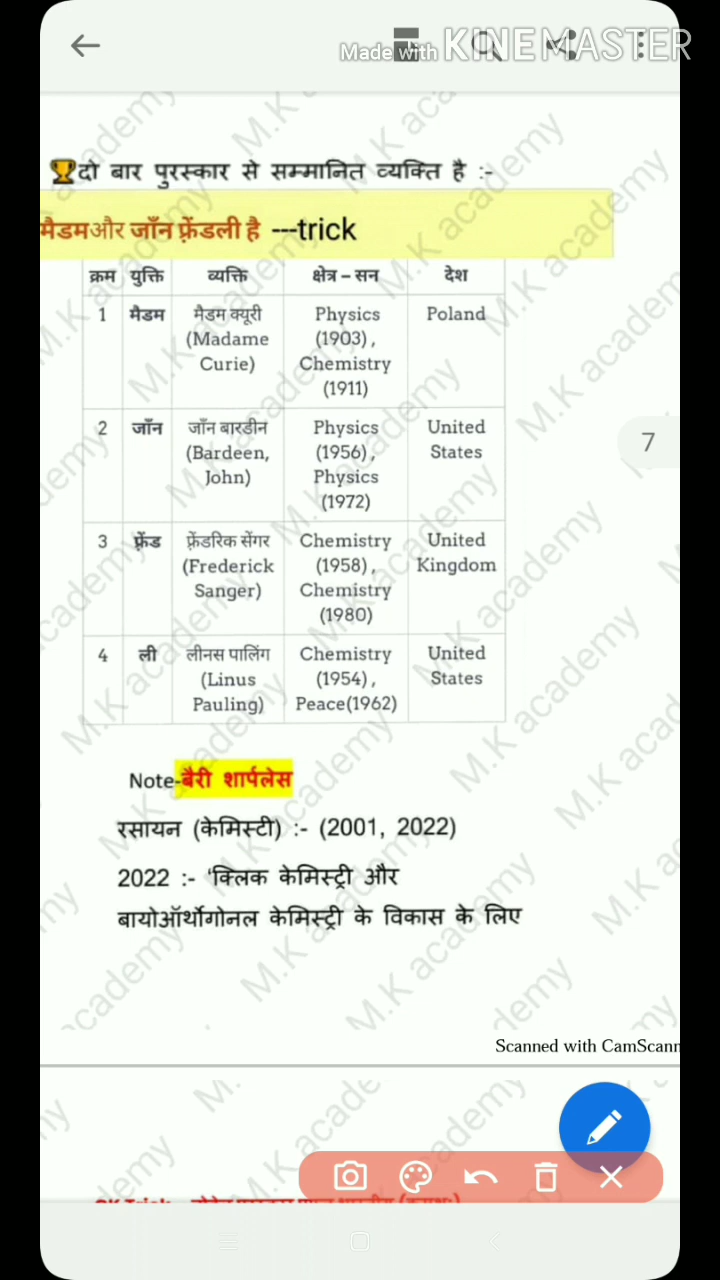 Made with KINEMASTER
🏆दो बार पुरस्कार से सम्मानित व्यक्ति है :-
मैडमऔर जॉन फ़्रेंडली है ---trick
क्रम युक्ति व्यक्ति क्षेत्र – सन देश
1 मैडम मैडम क्यूरी (Madame Curie) Physics (1903) , Chemistry (1911) Poland
2 जॉन जॉन बारडीन (Bardeen, John) Physics (1956) , Physics (1972) United States
3 फ़्रेंड फ़्रेंडरिक सेंगर (Frederick Sanger) Chemistry (1958) , Chemistry (1980) United Kingdom
4 ली लीनस पालिंग (Linus Pauling) Chemistry (1954) , Peace(1962) United States
7
Note-बैरी शार्पलेस
रसायन (केमिस्टी) :- (2001, 2022)
2022 :- 'क्लिक केमिस्ट्री और
बायोऑर्थोगोनल केमिस्ट्री के विकास के लिए
Scanned with CamScann
M.K academy